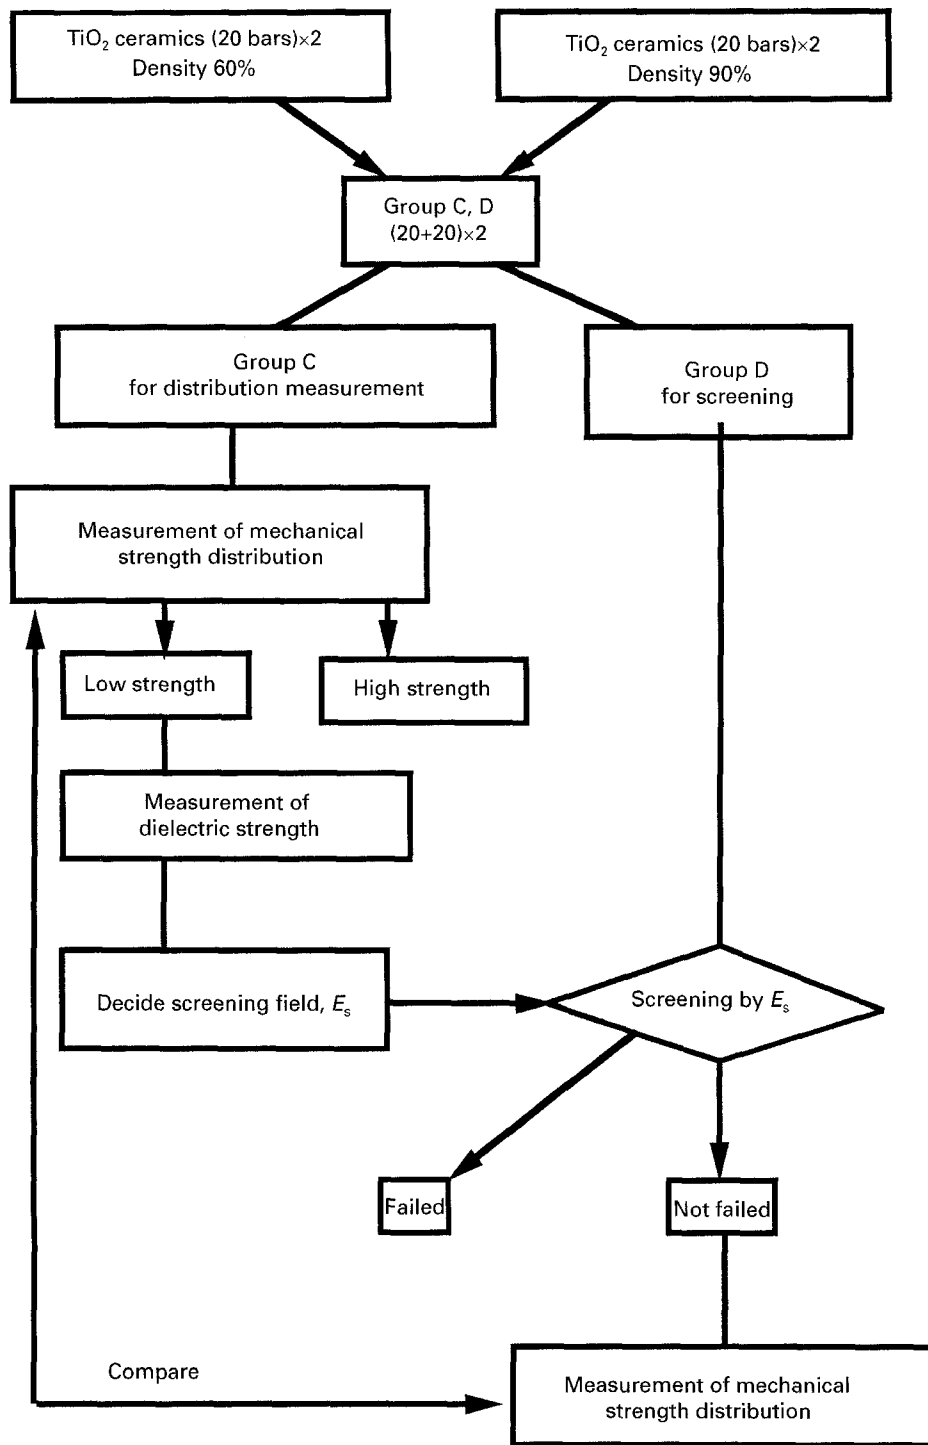 TiO₂ ceramics (20 bars)×2
Density 60%
TiO₂ ceramics (20 bars)×2
Density 90%
Group C, D
(20+20)×2
Group C
for distribution measurement
Group D
for screening
Measurement of mechanical
strength distribution
Low strength
High strength
Measurement of
dielectric strength
Decide screening field, Eₛ
Screening by Eₛ
Failed
Not failed
Compare
Measurement of mechanical
strength distribution